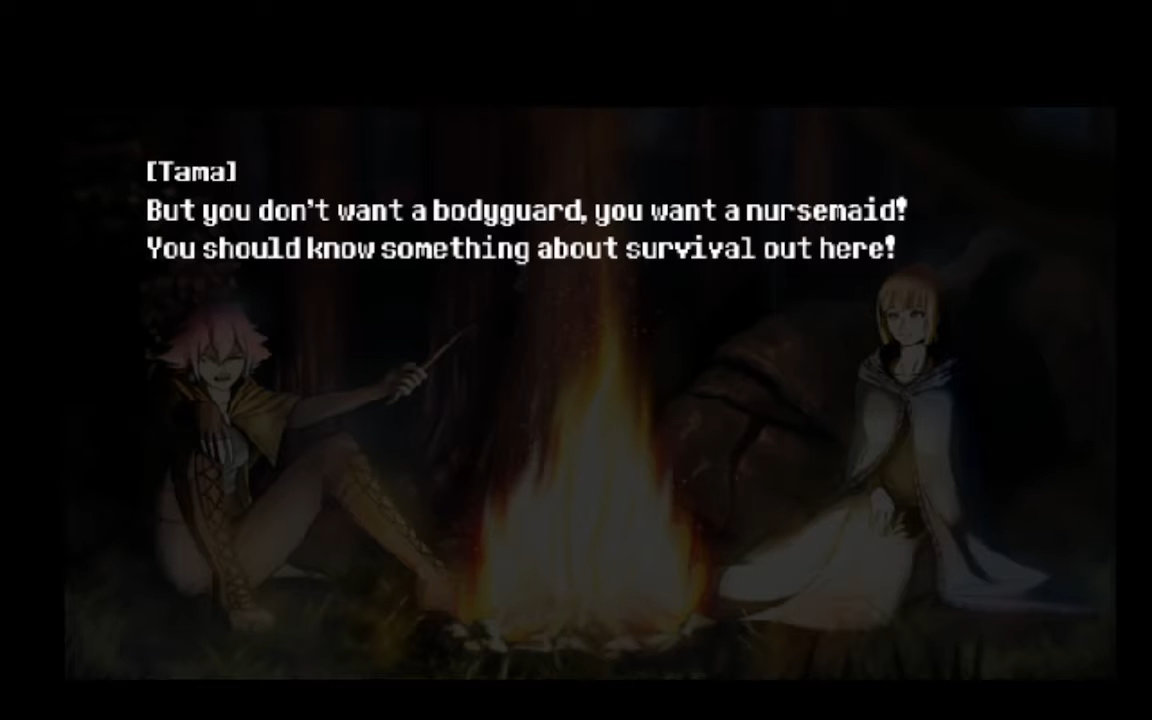 [Tama]
But you don't want a bodyguard, you want a nursemaid!
You should know something about survival out here!